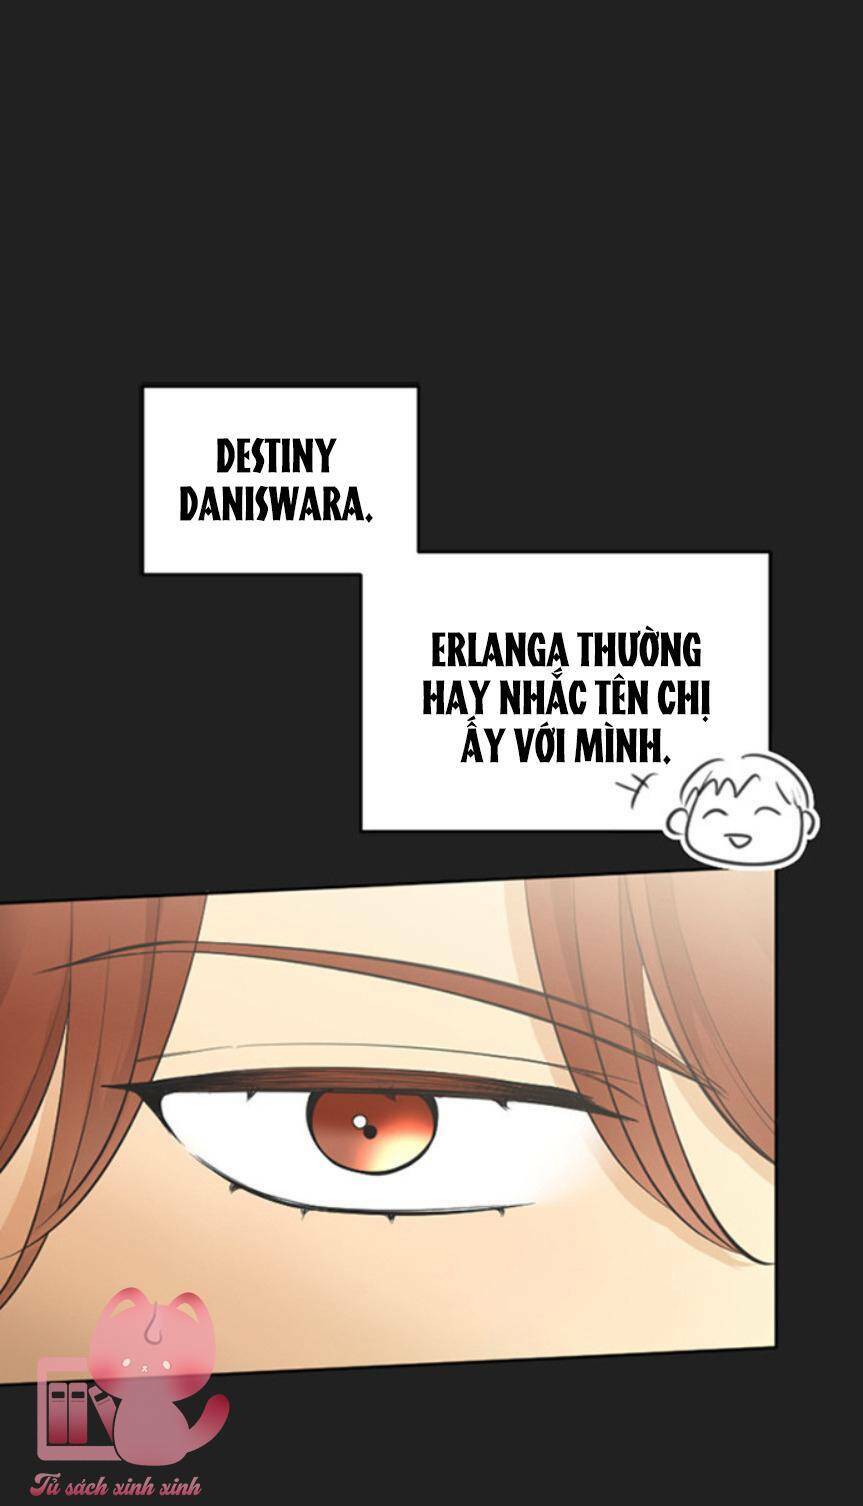 DESTINY
DANISWARA.
ERLANGA THƯỜNG
HAY NHẮC TÊN CHỊ
ẤY VỚI MÌNH.
Tủ sách xinh xinh